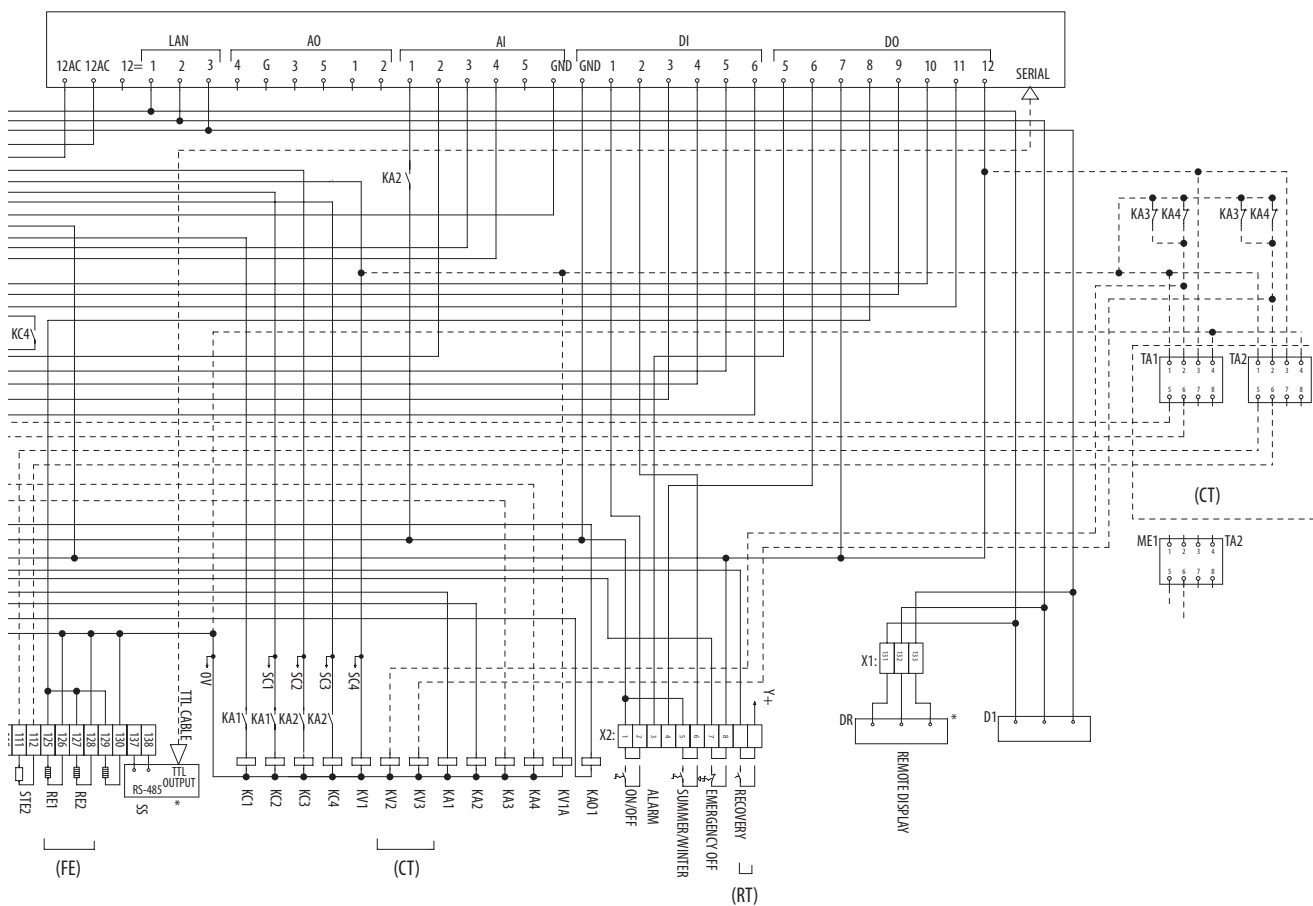 LAN AO AI DI DO
12AC 12AC 12= 1 2 3 4 G 3 5 1 2 1 2 3 4 5 GND GND 1 2 3 4 5 6 5 6 7 8 9 10 11 12 SERIAL
KA2
KA3 KA4 KA3 KA4
KC4
TA1 1 2 3 4 TA2 1 2 3 4
5 6 7 8 5 6 7 8
(CT)
ME1 1 2 3 4 TA2
5 6 7 8
0V SC1 SC2 SC3 SC4
X1: 131 132 133
TTL CABLE
KA1 KA1 KA2 KA2
Y+
DR * D1
X2: 1 2 3 4 5 6 7 8
111 112 125 126 127 128 129 130 137 138
TTL OUTPUT
RS-485 *
STE2 RE1 RE2 SS
KC1 KC2 KC3 KC4 KV1 KV2 KV3 KA1 KA2 KA3 KA4 KV1A KAO1
ON/OFF ALARM SUMMER/WINTER EMERGENCY OFF RECOVERY
REMOTE DISPLAY
(FE) (CT) (RT)